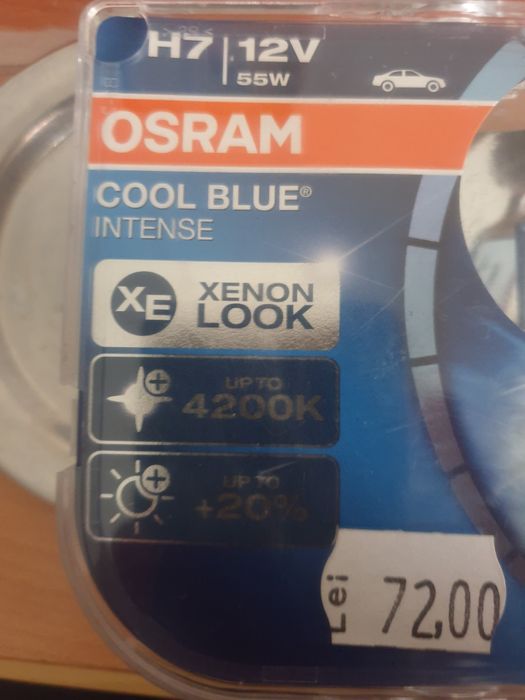 H7 12V
55W
OSRAM
COOL BLUE®
INTENSE
XE XENON
LOOK
UP TO
4200K
UP TO
+20%
Lei 72,00